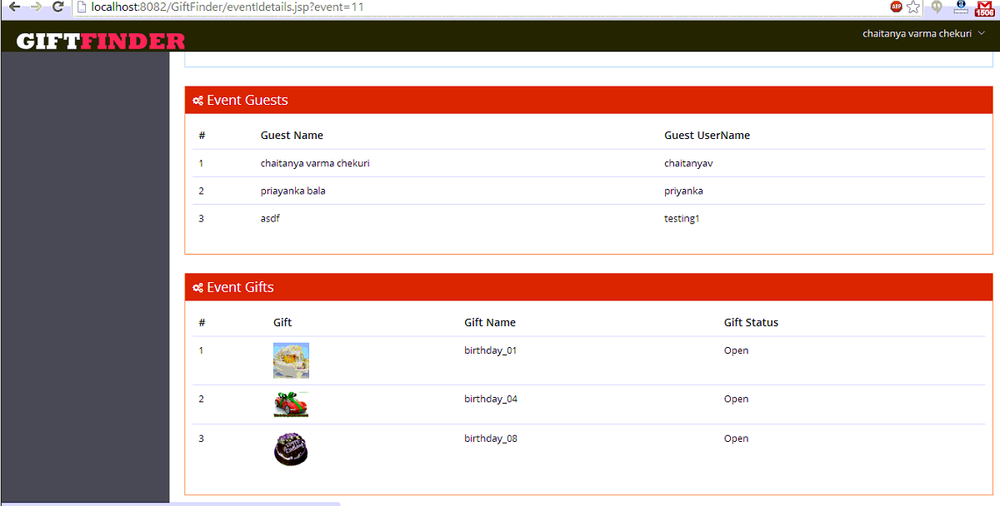 localhost:8082/GiftFinder/eventdetails.jsp?event=11
ABP
1506
GIFTFINDER
chaitanya varma chekuri
Event Guests
# Guest Name Guest UserName
1 chaitanya varma chekuri chaitanyav
2 priayanka bala priyanka
3 asdf testing1
Event Gifts
# Gift Gift Name Gift Status
1 birthday_01 Open
2 birthday_04 Open
3 birthday_08 Open